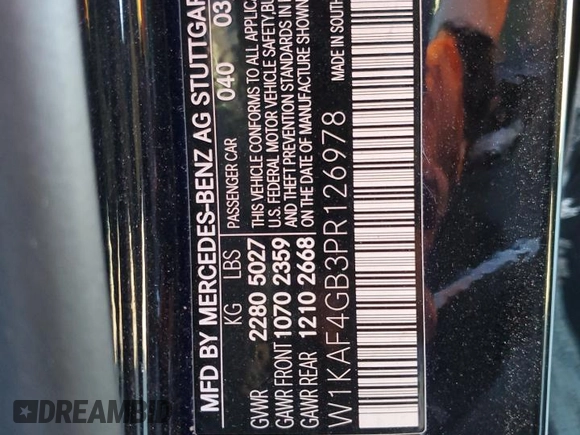 MFD BY MERCEDES-BENZ AG STUTTGAR
KG LBS PASSENGER CAR 040 03
GVWR 2280 5027 THIS VEHICLE CONFORMS TO ALL APPLICA
U.S. FEDERAL MOTOR VEHICLE SAFETY, BU
GAWR FRONT 1070 2359 AND THEFT PREVENTION STANDARDS IN
GAWR REAR 1210 2668 ON THE DATE OF MANUFACTURE SHOWN
W1KAF4GB3PR126978 MADE IN SOUTH
DREAMBID